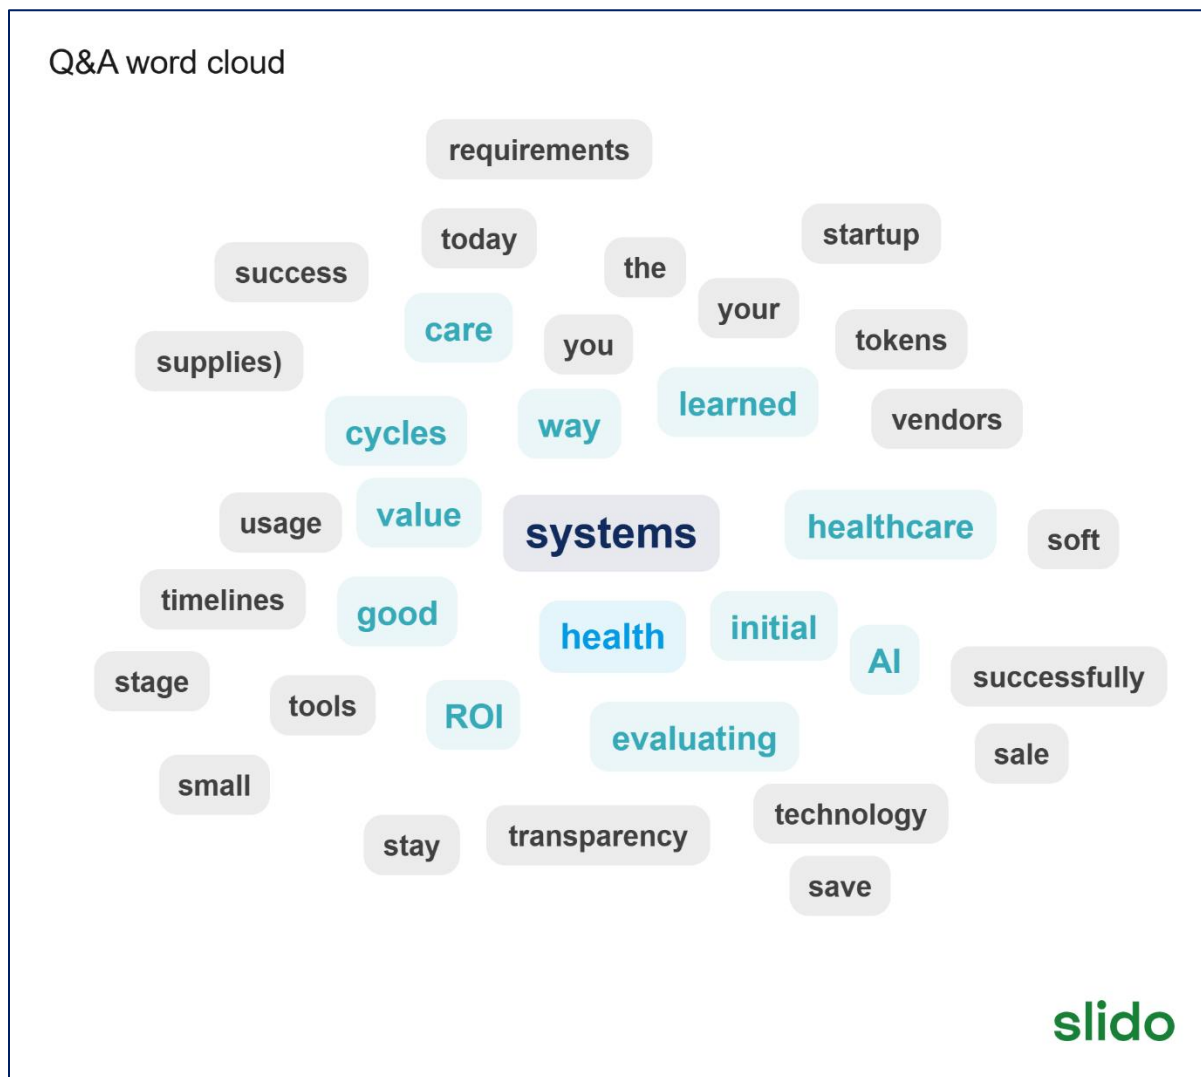 Q&A word cloud
requirements
startup
today
the
success
your
care
you
tokens
supplies)
learned
vendors
cycles
way
value
usage
systems
healthcare
soft
timelines
good
health
initial
AI
successfully
stage
tools
ROI
evaluating
sale
small
technology
stay
transparency
save
slido